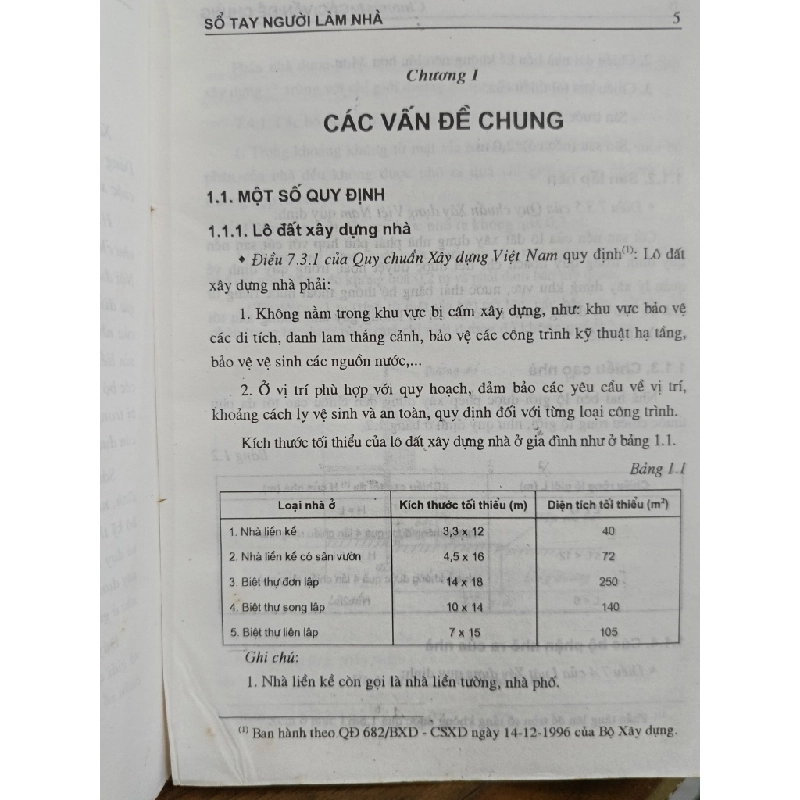 SỔ TAY NGƯỜI LÀM NHÀ 5
Chương 1
CÁC VẤN ĐỀ CHUNG
1.1. MỘT SỐ QUY ĐỊNH
1.1.1. Lô đất xây dựng nhà
• Điều 7.3.1 của Quy chuẩn Xây dựng Việt Nam quy định(1): Lô đất
xây dựng nhà phải:
1. Không nằm trong khu vực bị cấm xây dựng, như: khu vực bảo vệ
các di tích, danh lam thắng cảnh, bảo vệ các công trình kỹ thuật hạ tầng,
bảo vệ vệ sinh các nguồn nước,...
2. Ở vị trí phù hợp với quy hoạch, đảm bảo các yêu cầu về vị trí,
khoảng cách ly vệ sinh và an toàn, quy định đối với từng loại công trình.
Kích thước tối thiểu của lô đất xây dựng nhà ở gia đình như ở bảng 1.1.
Bảng 1.1
Loại nhà ở Kích thước tối thiểu (m) Diện tích tối thiểu (m²)
1. Nhà liền kề 3,3 x 12 40
2. Nhà liền kề có sân vườn 4,5 x 16 72
3. Biệt thự đơn lập 14 x 18 250
4. Biệt thự song lập 10 x 14 140
5. Biệt thự liên lập 7 x 15 105
Ghi chú:
1. Nhà liền kề còn gọi là nhà liền tường, nhà phố.
(1) Ban hành theo QĐ 682/BXD - CSXD ngày 14-12-1996 của Bộ Xây dựng.